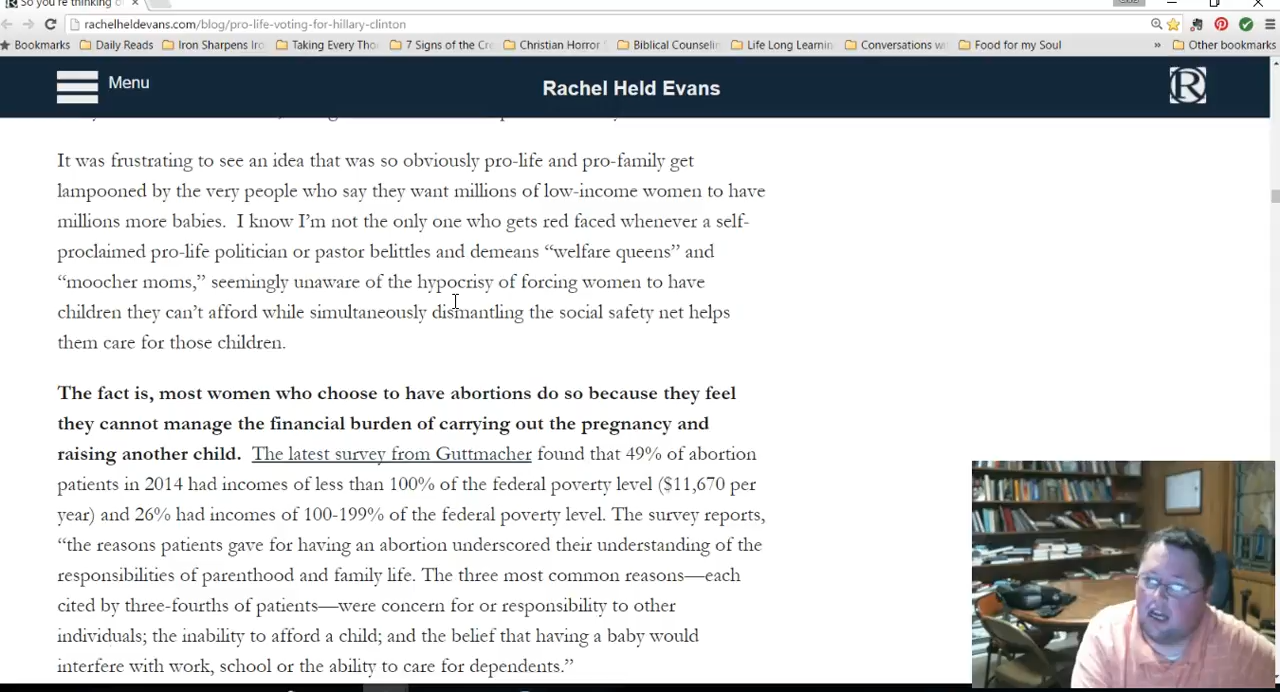 So you're thinking of
rachelheldevans.com/blog/pro-life-voting-for-hillary-clinton
Bookmarks Daily Reads Iron Sharpens Iro Taking Every Tho 7 Signs of the Cre Christian Horror Biblical Counselin Life Long Learnin Conversations wi Food for my Soul » Other bookmarks
Menu Rachel Held Evans R
It was frustrating to see an idea that was so obviously pro-life and pro-family get
lampooned by the very people who say they want millions of low-income women to have
millions more babies.  I know I'm not the only one who gets red faced whenever a self-
proclaimed pro-life politician or pastor belittles and demeans “welfare queens” and
“moocher moms,” seemingly unaware of the hypocrisy of forcing women to have
children they can't afford while simultaneously dismantling the social safety net helps
them care for those children.
The fact is, most women who choose to have abortions do so because they feel
they cannot manage the financial burden of carrying out the pregnancy and
raising another child.  The latest survey from Guttmacher found that 49% of abortion
patients in 2014 had incomes of less than 100% of the federal poverty level ($11,670 per
year) and 26% had incomes of 100-199% of the federal poverty level. The survey reports,
“the reasons patients gave for having an abortion underscored their understanding of the
responsibilities of parenthood and family life. The three most common reasons—each
cited by three-fourths of patients—were concern for or responsibility to other
individuals; the inability to afford a child; and the belief that having a baby would
interfere with work, school or the ability to care for dependents.”